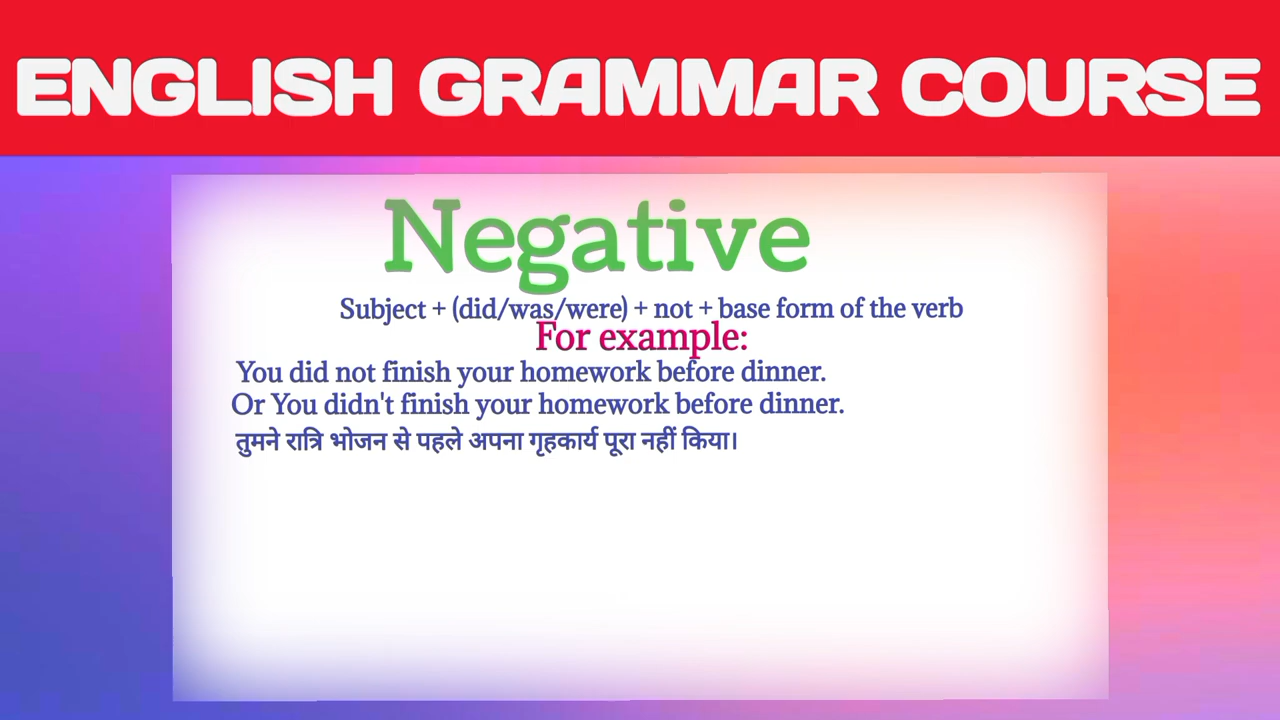 ENGLISH GRAMMAR COURSE
Negative
Subject + (did/was/were) + not + base form of the verb
For example:
You did not finish your homework before dinner.
Or You didn't finish your homework before dinner.
तुमने रात्रि भोजन से पहले अपना गृहकार्य पूरा नहीं किया।